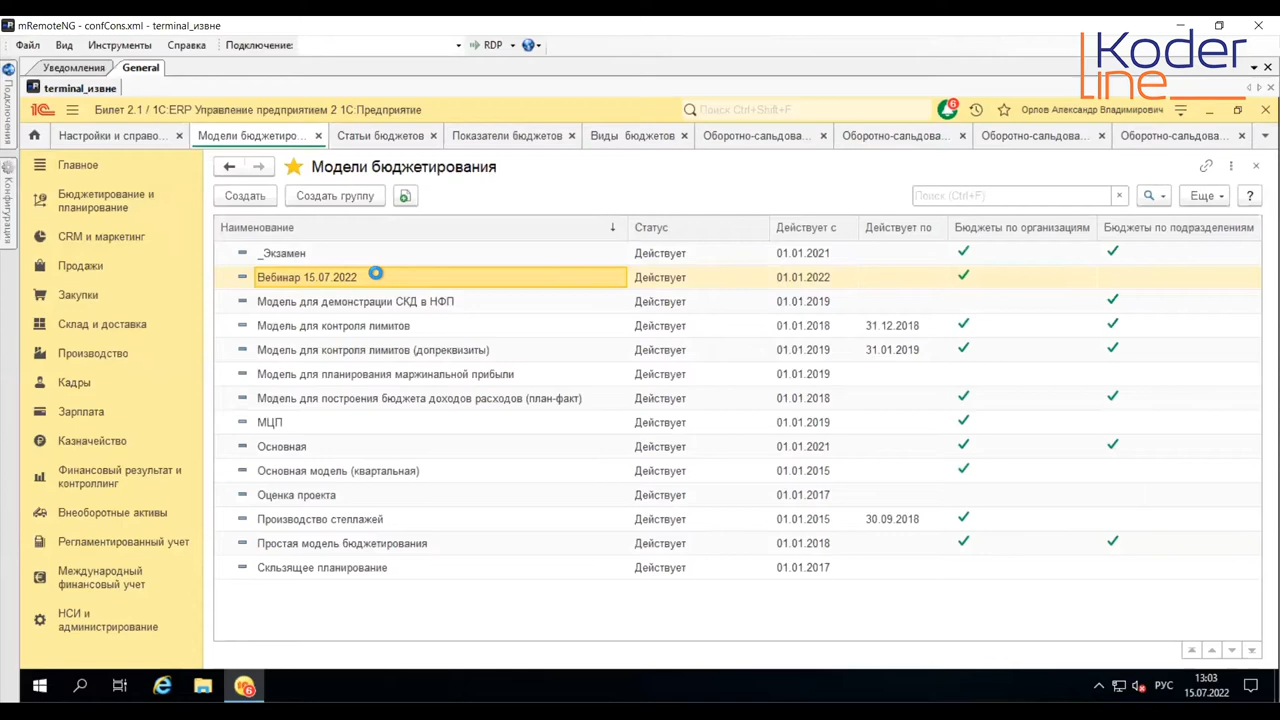 mRemoteNG - confCons.xml - terminal_извне
Файл Вид Инструменты Справка Подключение: RDP
Koder
line
Уведомления General
terminal_извне
Подключения
Конфигурация
1С Билет 2.1 / 1С:ERP Управление предприятием 2 1С:Предприятие Поиск Ctrl+Shift+F 6 Орлов Александр Владимирович
Настройки и справо... Модели бюджетиро... Статьи бюджетов Показатели бюджетов Виды бюджетов Оборотно-сальдова... Оборотно-сальдова... Оборотно-сальдова... Оборотно-сальдова...
Главное
Бюджетирование и
планирование
CRM и маркетинг
Продажи
Закупки
Склад и доставка
Производство
Кадры
Зарплата
Казначейство
Финансовый результат и
контроллинг
Внеоборотные активы
Регламентированный учет
Международный
финансовый учет
НСИ и
администрирование
Модели бюджетирования
Создать Создать группу Поиск (Ctrl+F) Еще ?
Наименование Статус Действует с Действует по Бюджеты по организациям Бюджеты по подразделениям
_Экзамен Действует 01.01.2021
Вебинар 15.07.2022 Действует 01.01.2022
Модель для демонстрации СКД в НФП Действует 01.01.2019
Модель для контроля лимитов Действует 01.01.2018 31.12.2018
Модель для контроля лимитов (допреквизиты) Действует 01.01.2019 31.01.2019
Модель для планирования маржинальной прибыли Действует 01.01.2019
Модель для построения бюджета доходов расходов (план-факт) Действует 01.01.2018
МЦП Действует 01.01.2019
Основная Действует 01.01.2021
Основная модель (квартальная) Действует 01.01.2015
Оценка проекта Действует 01.01.2017
Производство стеллажей Действует 01.01.2015 30.09.2018
Простая модель бюджетирования Действует 01.01.2018
Скльзящее планирование Действует 01.01.2017
6 РУС 13:03
15.07.2022